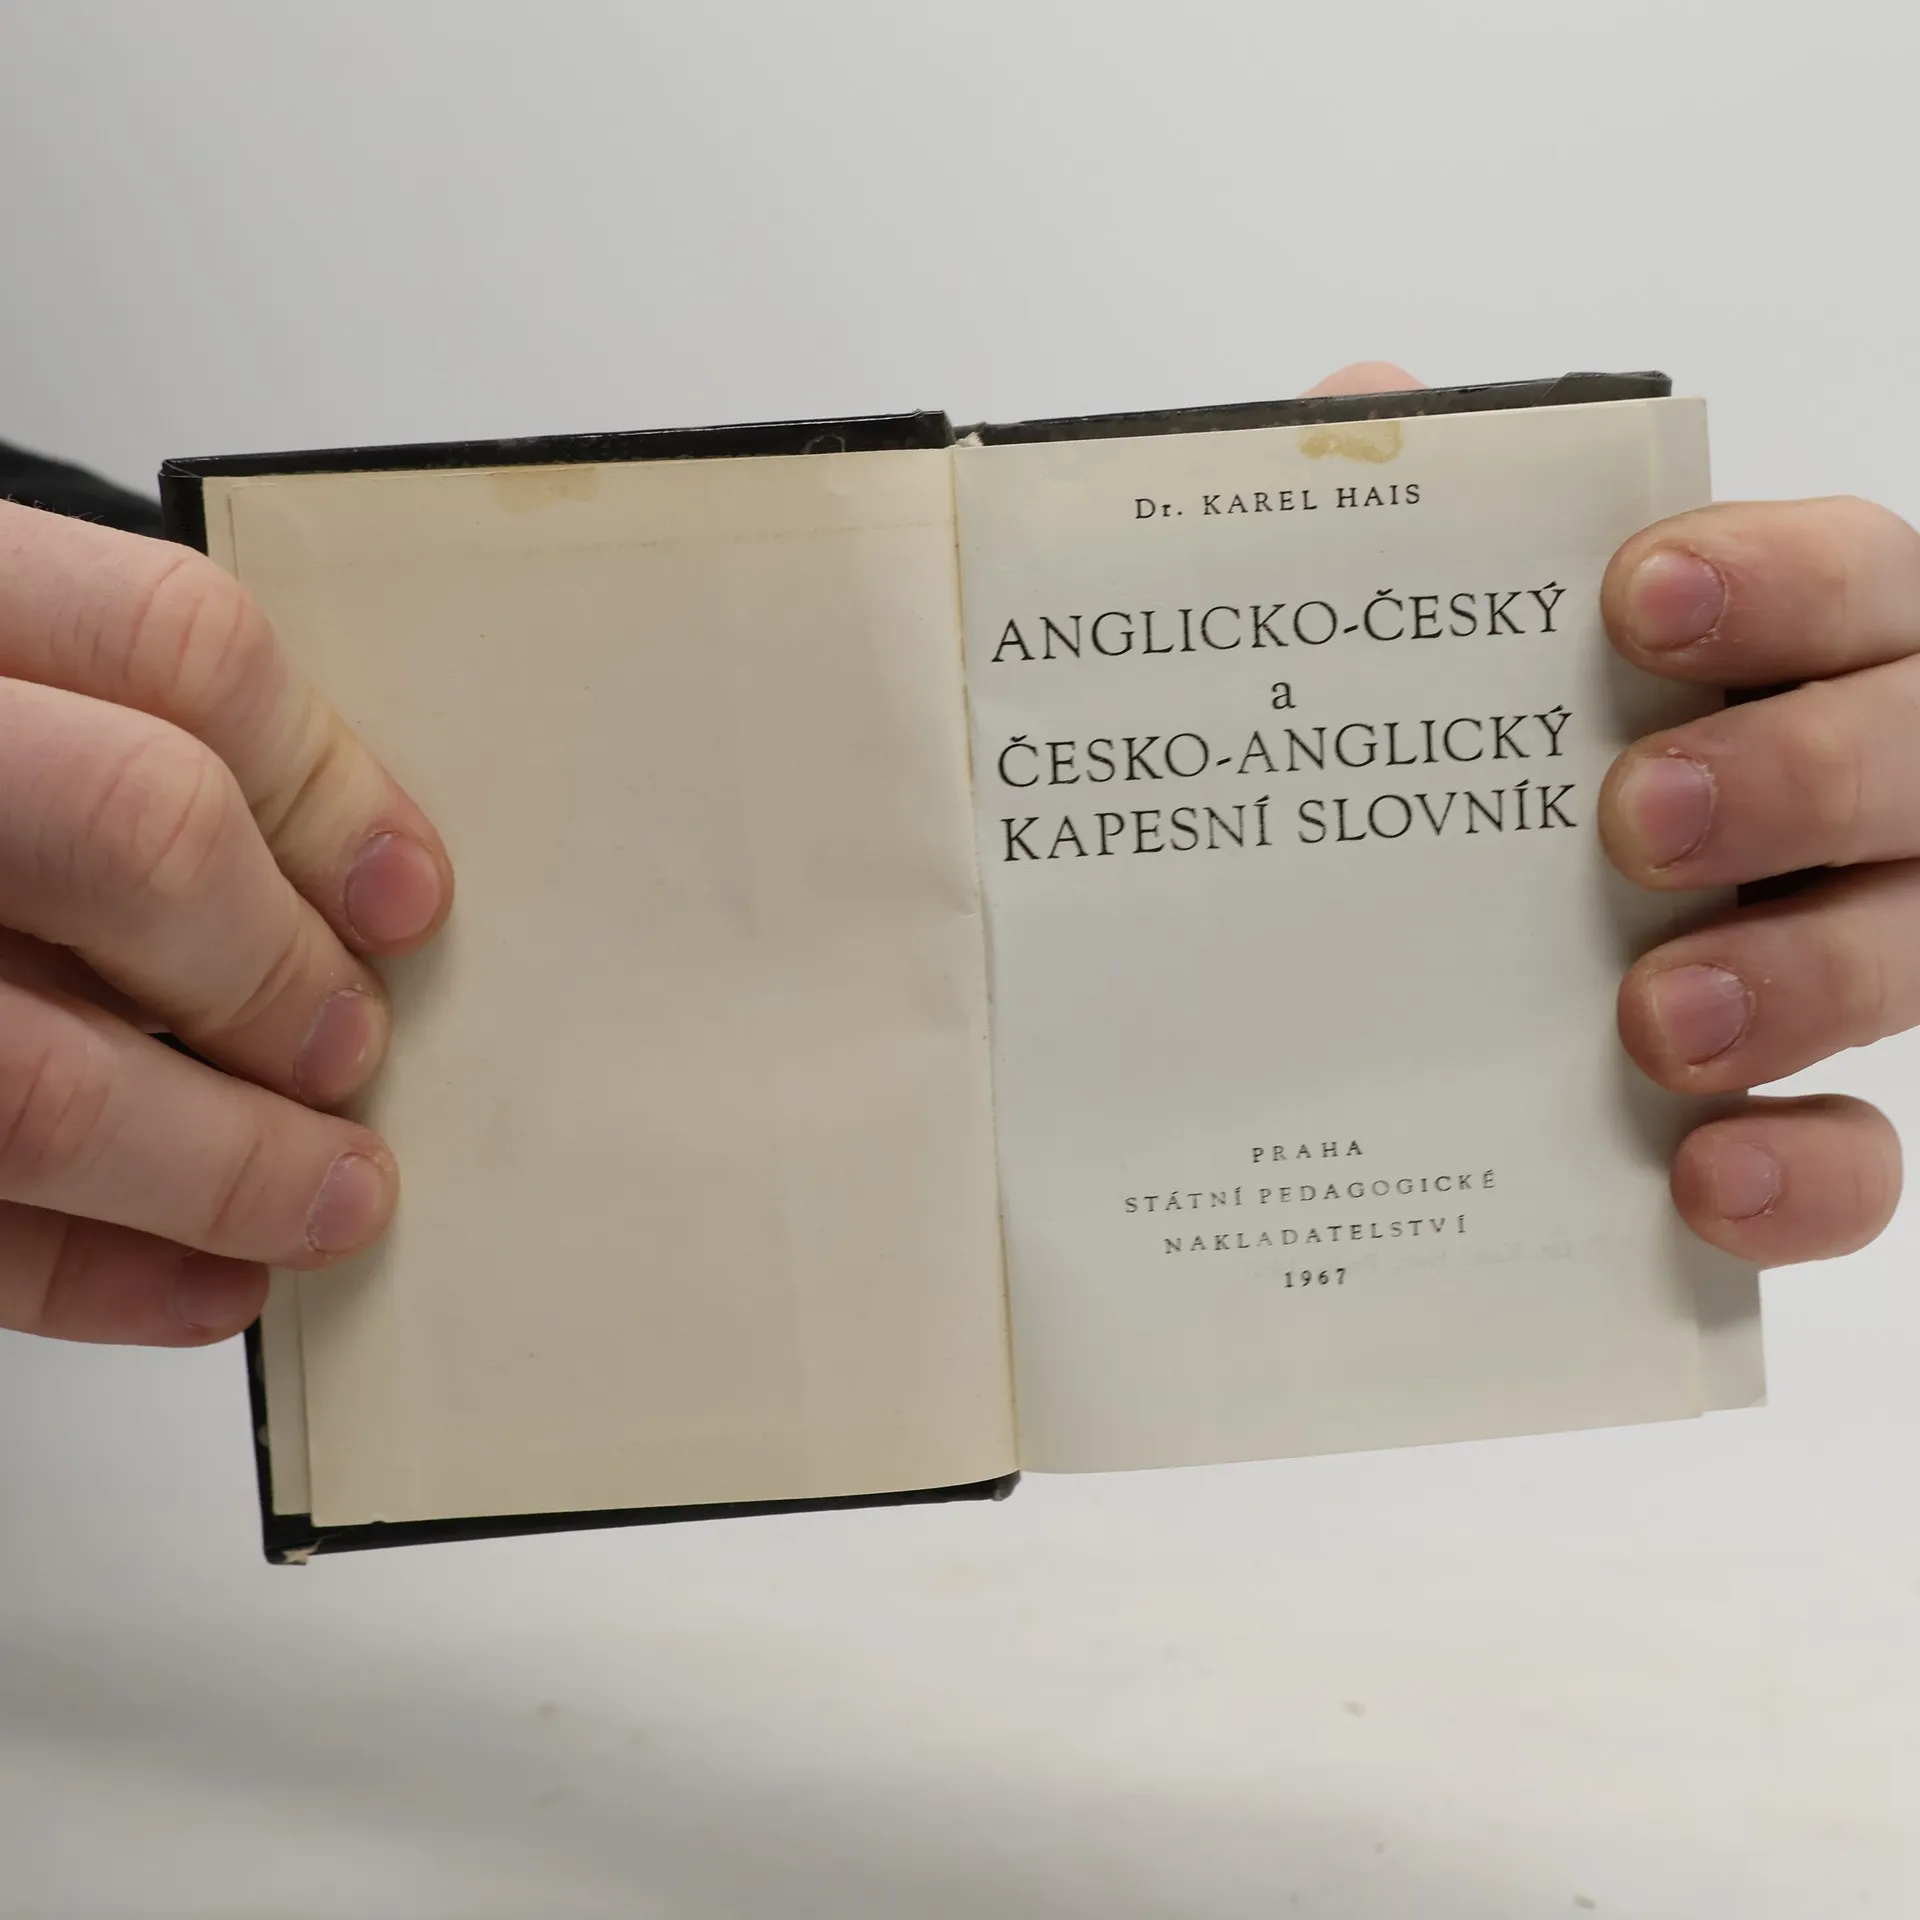 Dr. KAREL HAIS
ANGLICKO-ČESKÝ
a
ČESKO-ANGLICKÝ
KAPESNÍ SLOVNÍK
PRAHA
STÁTNÍ PEDAGOGICKÉ
NAKLADATELSTVÍ
1967